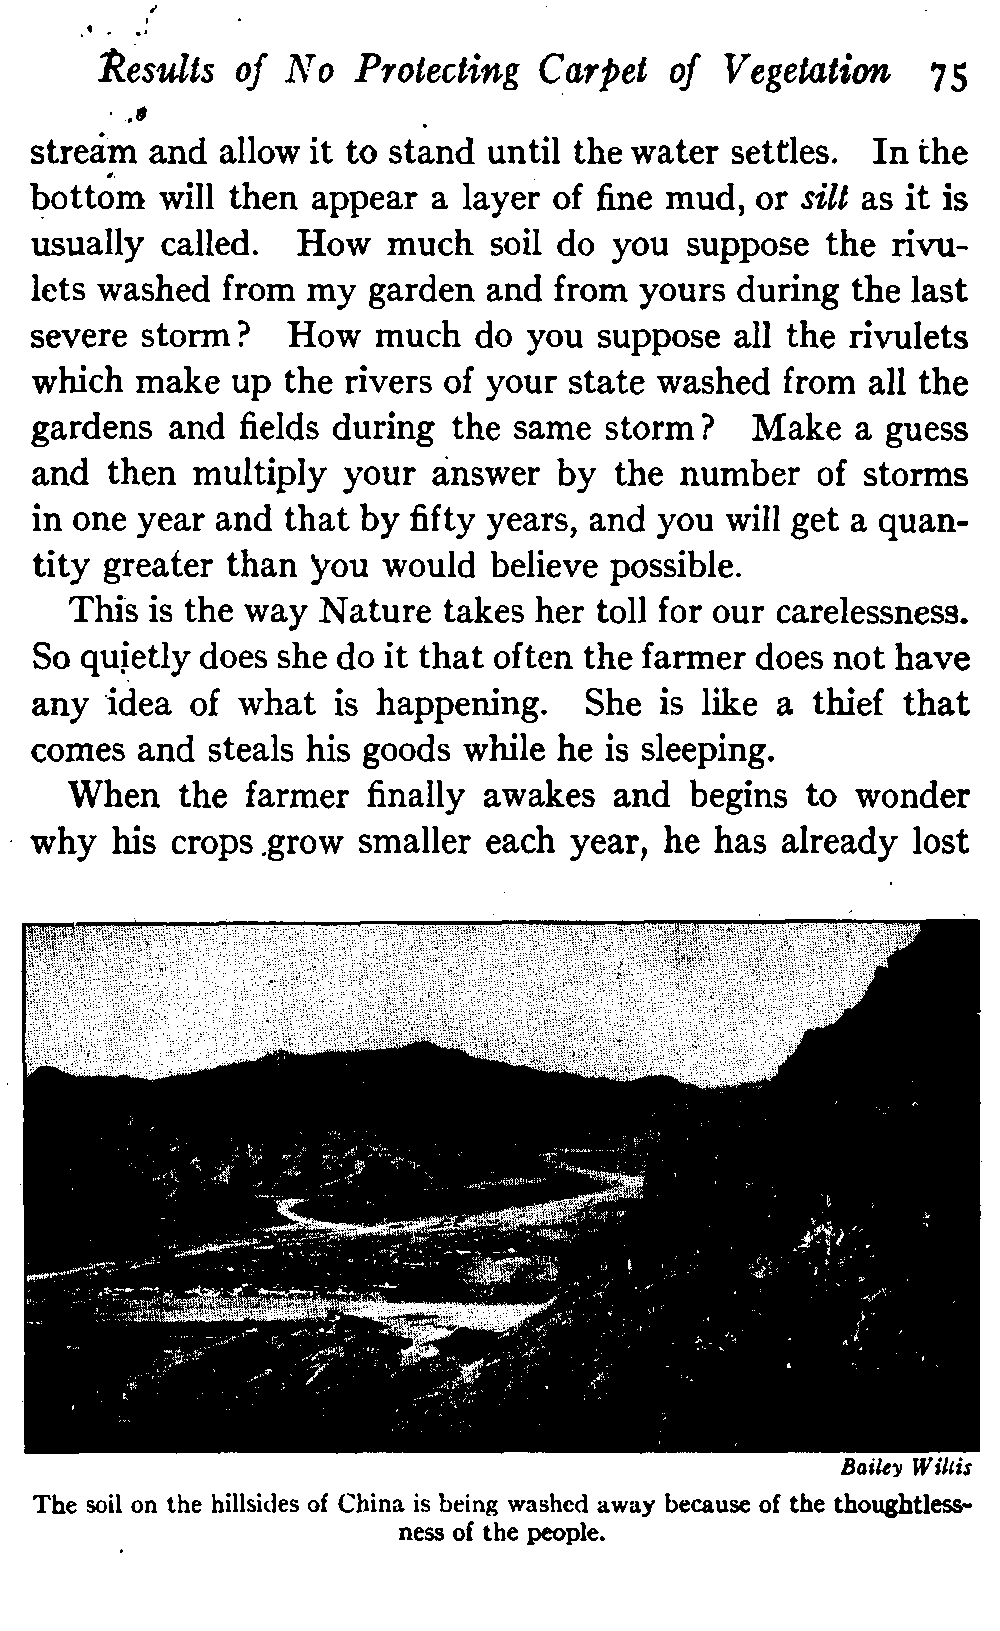 Results of No Protecting Carpet of Vegetation 75
stream and allow it to stand until the water settles. In the
bottom will then appear a layer of fine mud, or silt as it is
usually called. How much soil do you suppose the rivu-
lets washed from my garden and from yours during the last
severe storm? How much do you suppose all the rivulets
which make up the rivers of your state washed from all the
gardens and fields during the same storm? Make a guess
and then multiply your answer by the number of storms
in one year and that by fifty years, and you will get a quan-
tity greater than you would believe possible.
This is the way Nature takes her toll for our carelessness.
So quietly does she do it that often the farmer does not have
any idea of what is happening. She is like a thief that
comes and steals his goods while he is sleeping.
When the farmer finally awakes and begins to wonder
why his crops grow smaller each year, he has already lost
Bailey Willis
The soil on the hillsides of China is being washed away because of the thoughtless-
ness of the people.